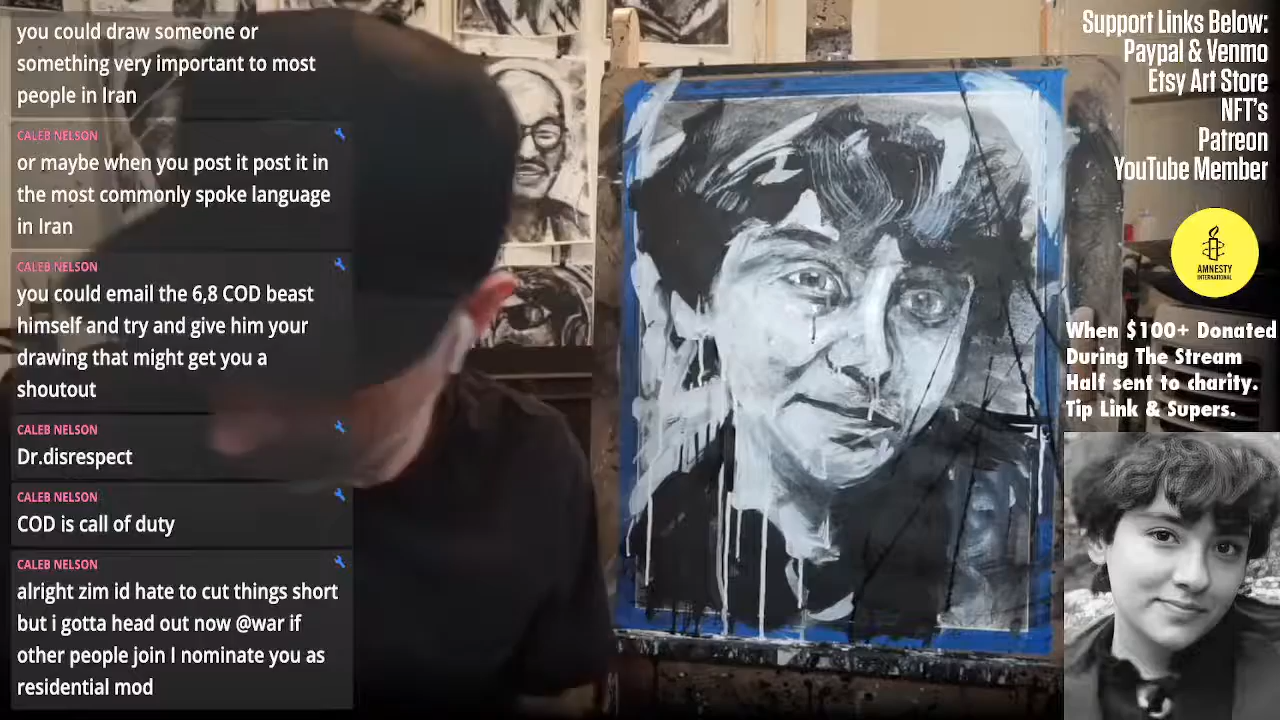 you could draw someone or
something very important to most
people in Iran
CALEB NELSON
or maybe when you post it post it in
the most commonly spoke language
in Iran
CALEB NELSON
you could email the 6,8 COD beast
himself and try and give him your
drawing that might get you a
shoutout
CALEB NELSON
Dr.disrespect
CALEB NELSON
COD is call of duty
CALEB NELSON
alright zim id hate to cut things short
but i gotta head out now @war if
other people join I nominate you as
residential mod
Support Links Below:
Paypal & Venmo
Etsy Art Store
NFT's
Patreon
YouTube Member
AMNESTY
INTERNATIONAL
When $100+ Donated
During The Stream
Half sent to charity.
Tip Link & Supers.